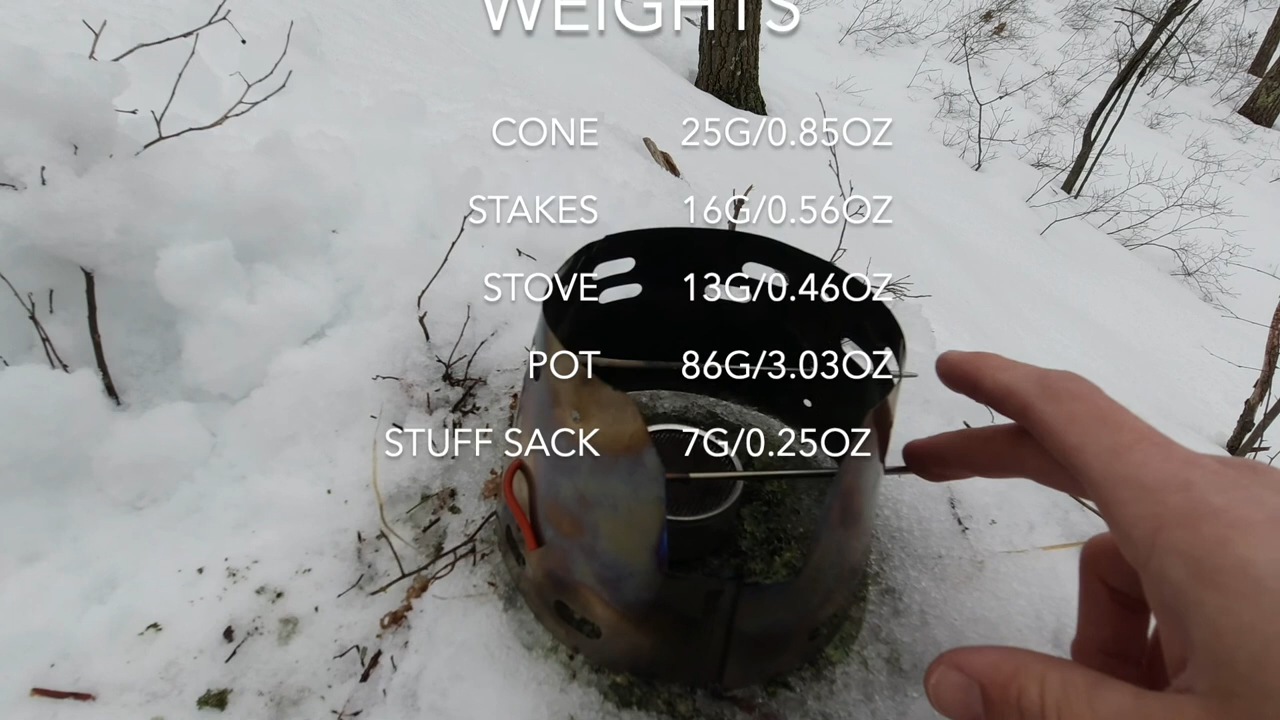 WEIGHTS
CONE 25G/0.85OZ
STAKES 16G/0.56OZ
STOVE 13G/0.46OZ
POT 86G/3.03OZ
STUFF SACK 7G/0.25OZ